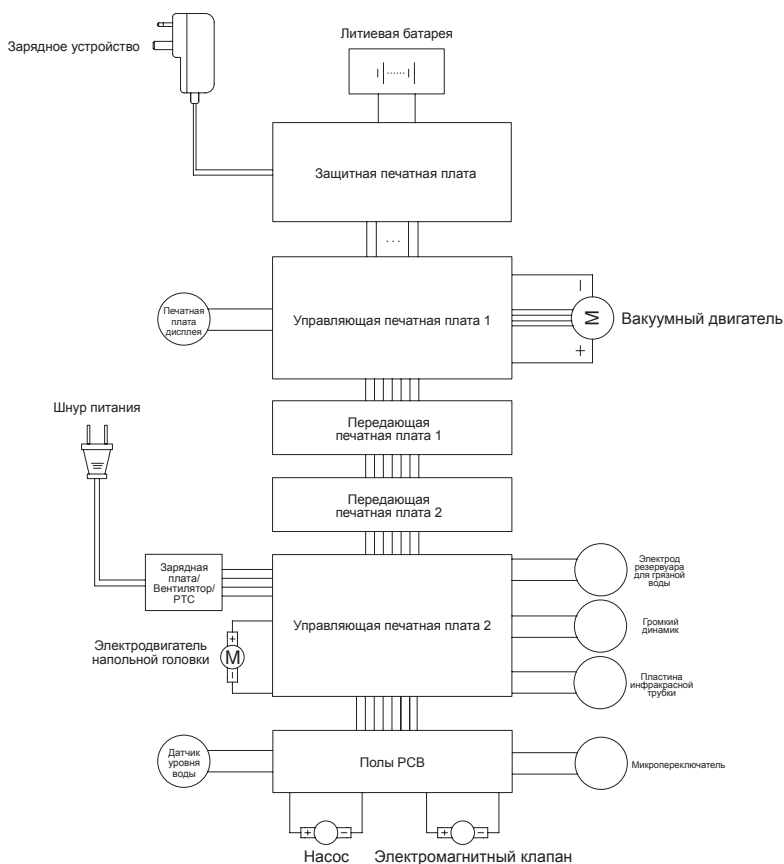 Литиевая батарея
Зарядное устройство
Защитная печатная плата
...
Печатная
плата
дисплея
Управляющая печатная плата 1
−
M
+
Вакуумный двигатель
Шнур питания
Передающая
печатная плата 1
Передающая
печатная плата 2
Зарядная
плата/
Вентилятор/
PTC
Управляющая печатная плата 2
Электрод
резервуара
для грязной
воды
Громкий
динамик
Пластина
инфракрасной
трубки
Электродвигатель
напольной головки
+
M
−
Датчик
уровня
воды
Полы PCB
Микропереключатель
+ −
+ −
Насос
Электромагнитный клапан